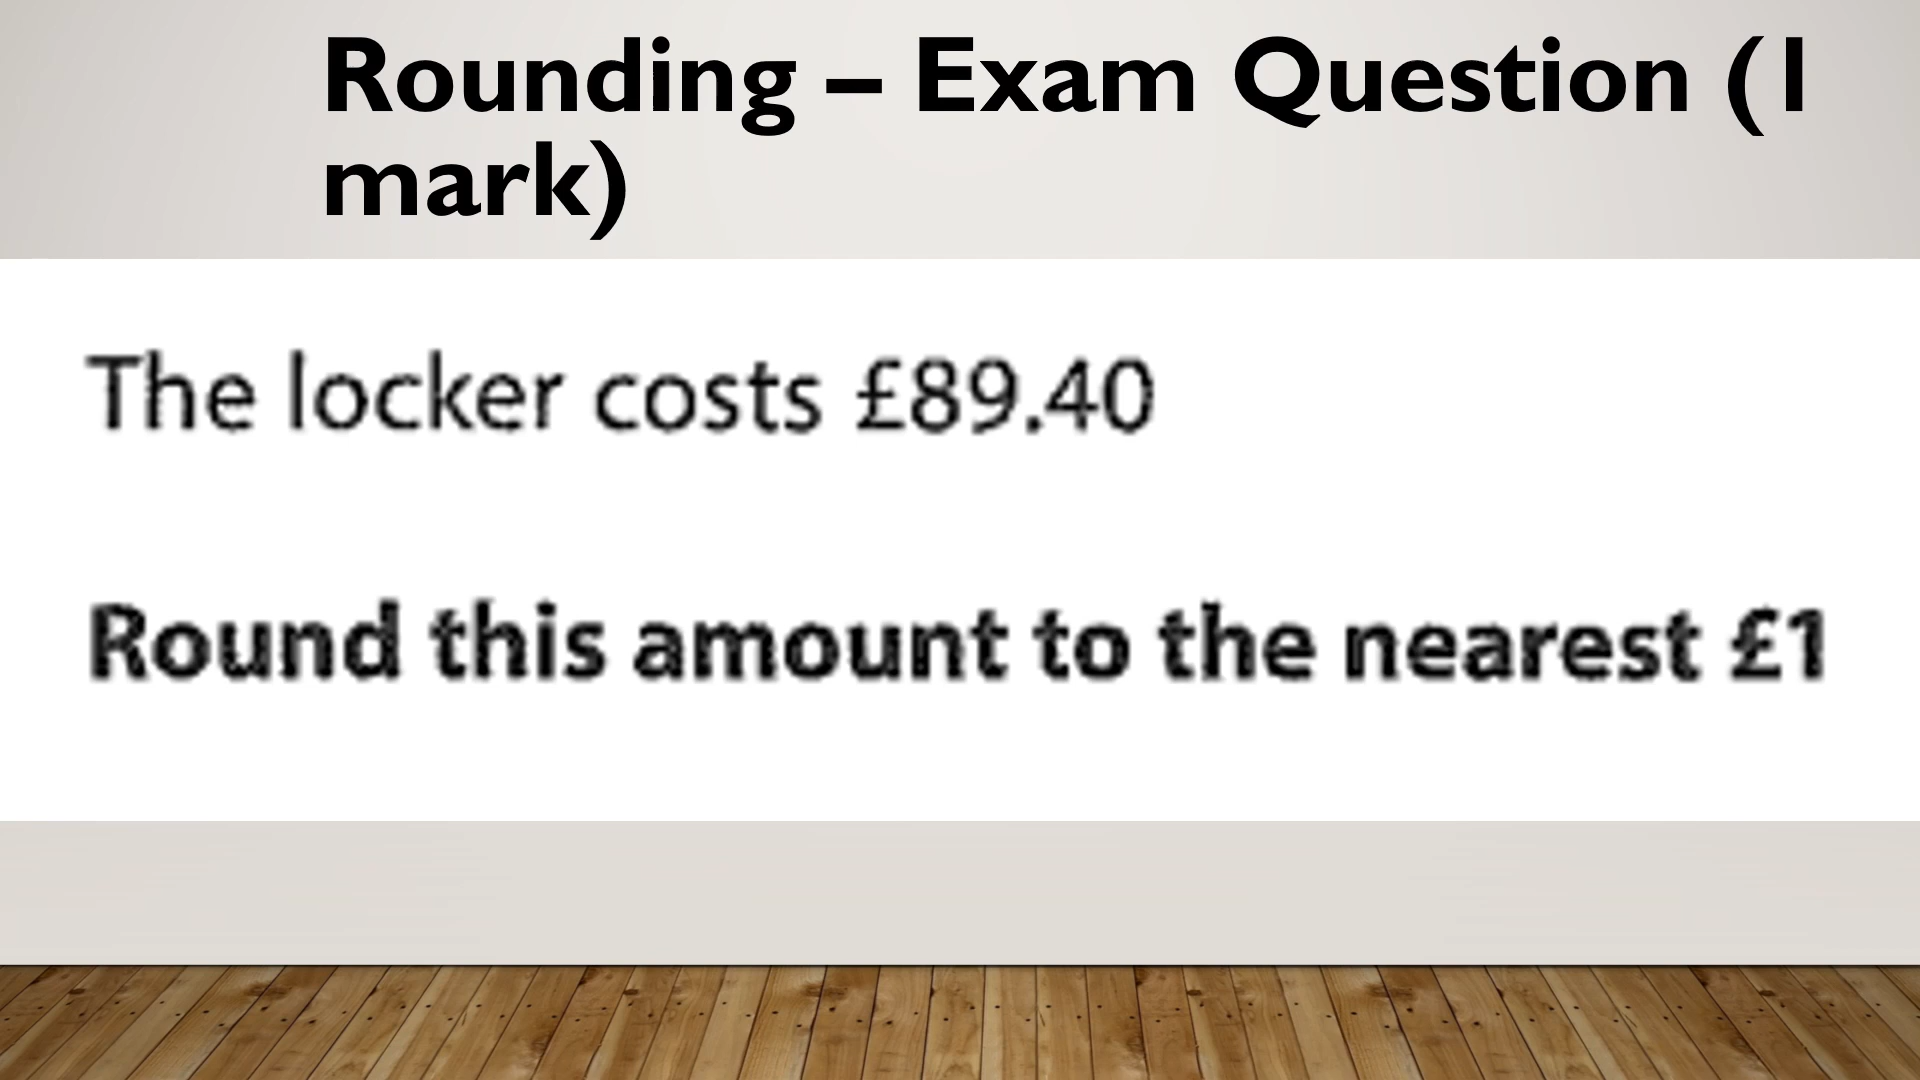 Rounding – Exam Question (1
mark)
The locker costs £89.40
Round this amount to the nearest £1